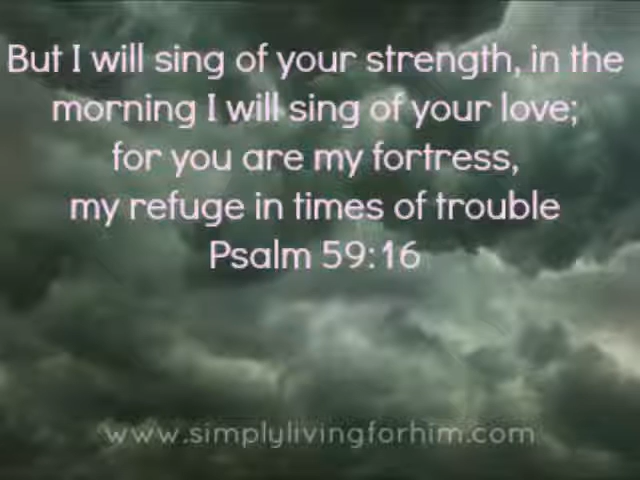 But I will sing of your strength, in the
morning I will sing of your love;
for you are my fortress,
my refuge in times of trouble
Psalm 59:16
www.simplylivingforhim.com